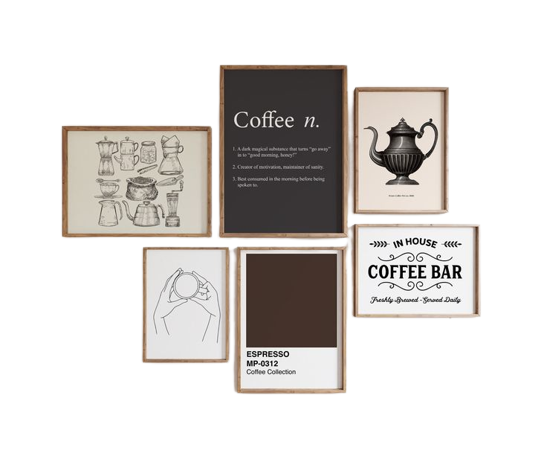 Coffee n.
1. A dark magical substance that turns "go away"
in to "good morning, honey!"
2. Creator of motivation, maintainer of sanity.
3. Best consumed in the morning before being
spoken to.
IN HOUSE
COFFEE BAR
Freshly Brewed - Served Daily
ESPRESSO
MP-0312
Coffee Collection